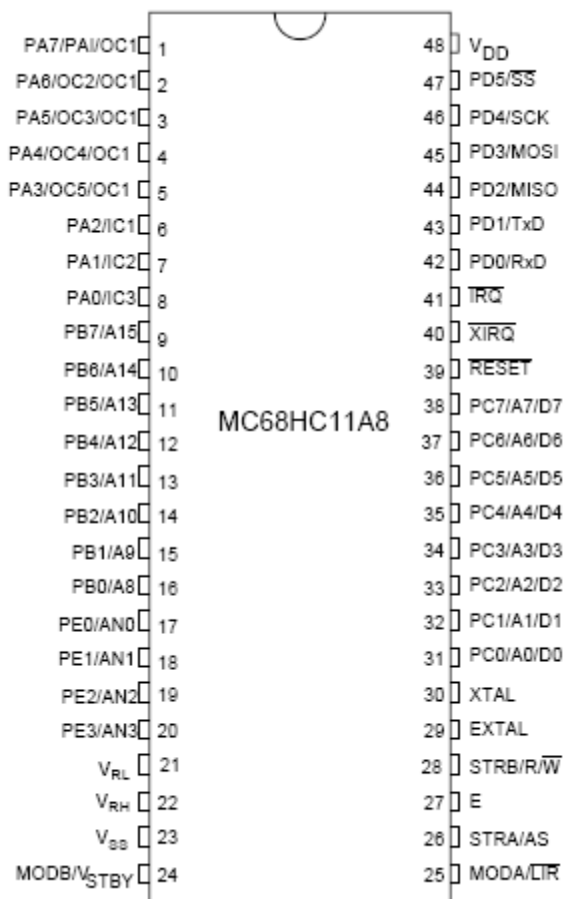 PA7/PAI/OC1 1 48 VDD
PA6/OC2/OC1 2 47 PD5/SS
PA5/OC3/OC1 3 46 PD4/SCK
PA4/OC4/OC1 4 45 PD3/MOSI
PA3/OC5/OC1 5 44 PD2/MISO
PA2/IC1 6 43 PD1/TxD
PA1/IC2 7 42 PD0/RxD
PA0/IC3 8 41 IRQ
PB7/A15 9 40 XIRQ
PB6/A14 10 39 RESET
PB5/A13 11 38 PC7/A7/D7
MC68HC11A8
PB4/A12 12 37 PC6/A6/D6
PB3/A11 13 36 PC5/A5/D5
PB2/A10 14 35 PC4/A4/D4
PB1/A9 15 34 PC3/A3/D3
PB0/A8 16 33 PC2/A2/D2
PE0/AN0 17 32 PC1/A1/D1
PE1/AN1 18 31 PC0/A0/D0
PE2/AN2 19 30 XTAL
PE3/AN3 20 29 EXTAL
VRL 21 28 STRB/R/W
VRH 22 27 E
VSS 23 26 STRA/AS
MODB/VSTBY 24 25 MODA/LIR